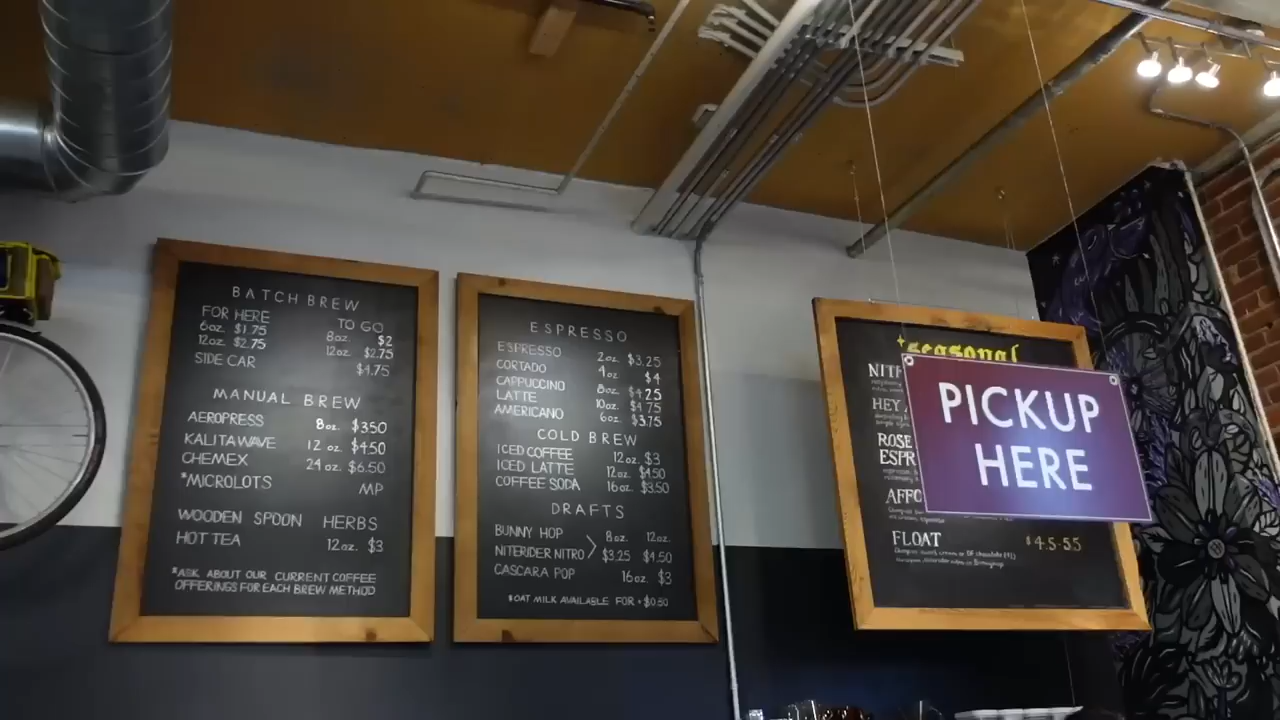 BATCH BREW
FOR HERE TO GO
6oz. $1.75 8oz. $2
12oz. $2.75 12oz. $2.75
SIDE CAR $4.75
MANUAL BREW
AEROPRESS 8oz. $3.50
KALITA WAVE 12 oz. $4.50
CHEMEX 24 oz. $6.50
*MICROLOTS MP
WOODEN SPOON HERBS
HOT TEA 12oz. $3
*ASK ABOUT OUR CURRENT COFFEE
OFFERINGS FOR EACH BREW METHOD
ESPRESSO
ESPRESSO 2oz. $3.25
CORTADO 4oz. $4
CAPPUCCINO 8oz. $4.25
LATTE 10oz. $4.75
AMERICANO 6oz. $3.75
COLD BREW
ICED COFFEE 12oz. $3
ICED LATTE 12oz. $4.50
COFFEE SODA 16oz. $3.50
DRAFTS
BUNNY HOP 8oz. 12oz.
NITERIDER NITRO $3.25 $4.50
CASCARA POP 16oz. $3
*OAT MILK AVAILABLE FOR +$0.50
seasonal
NIT
HEY
ROSE
ESPR
AFFO
FLOAT $4.5-5.5
PICKUP
HERE